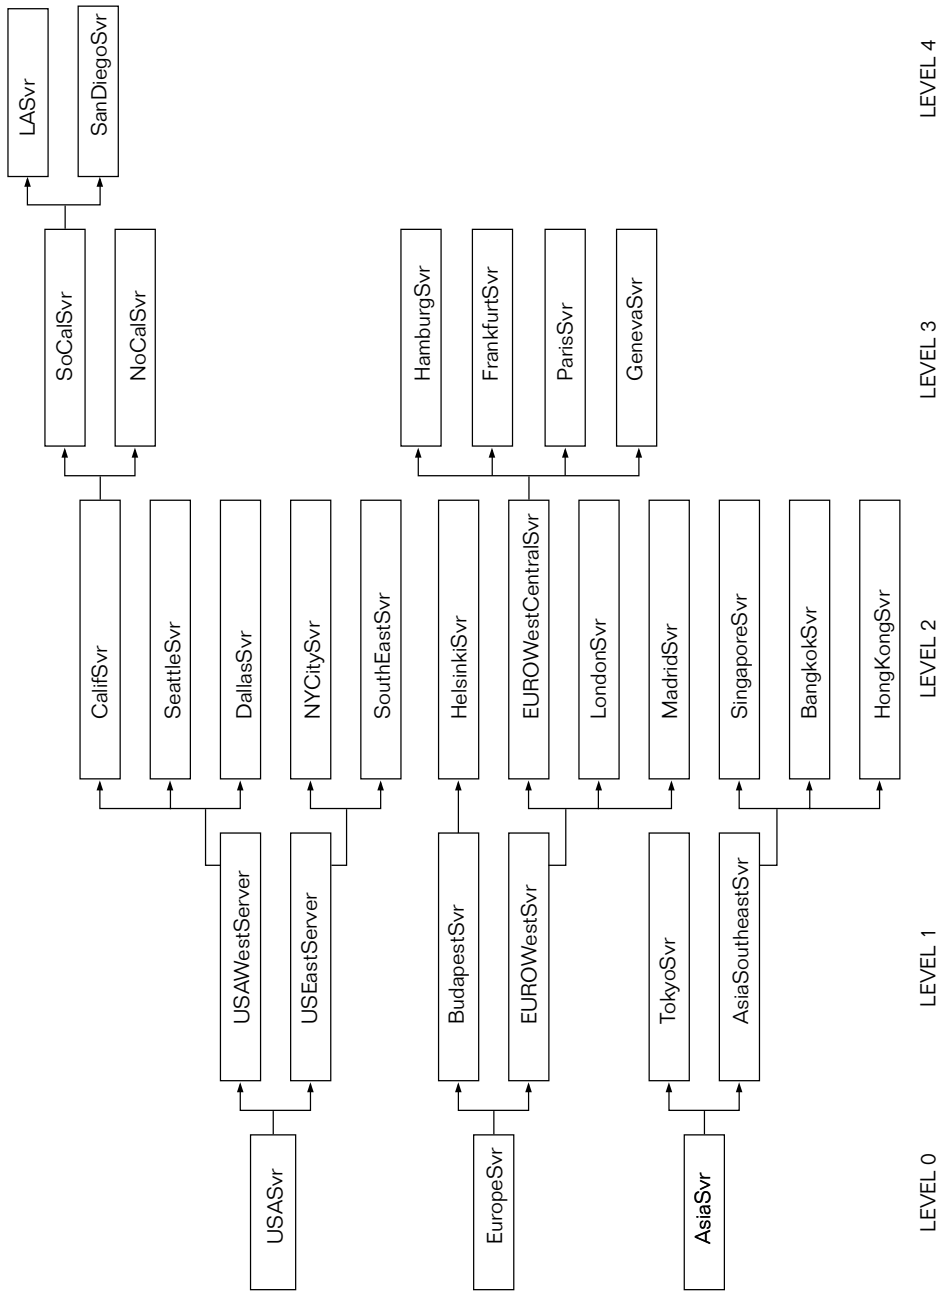 LEVEL 0
LEVEL 1
LEVEL 2
LEVEL 3
LEVEL 4
USASvr
EuropeSvr
AsiaSvr
USAWestServer
USEastServer
BudapestSvr
EUROWestSvr
TokyoSvr
AsiaSoutheastSvr
CalifSvr
SeattleSvr
DallasSvr
NYCitySvr
SouthEastSvr
HelsinkiSvr
EUROWestCentralSvr
LondonSvr
MadridSvr
SingaporeSvr
BangkokSvr
HongKongSvr
SoCalSvr
NoCalSvr
HamburgSvr
FrankfurtSvr
ParisSvr
GenevaSvr
LASvr
SanDiegoSvr